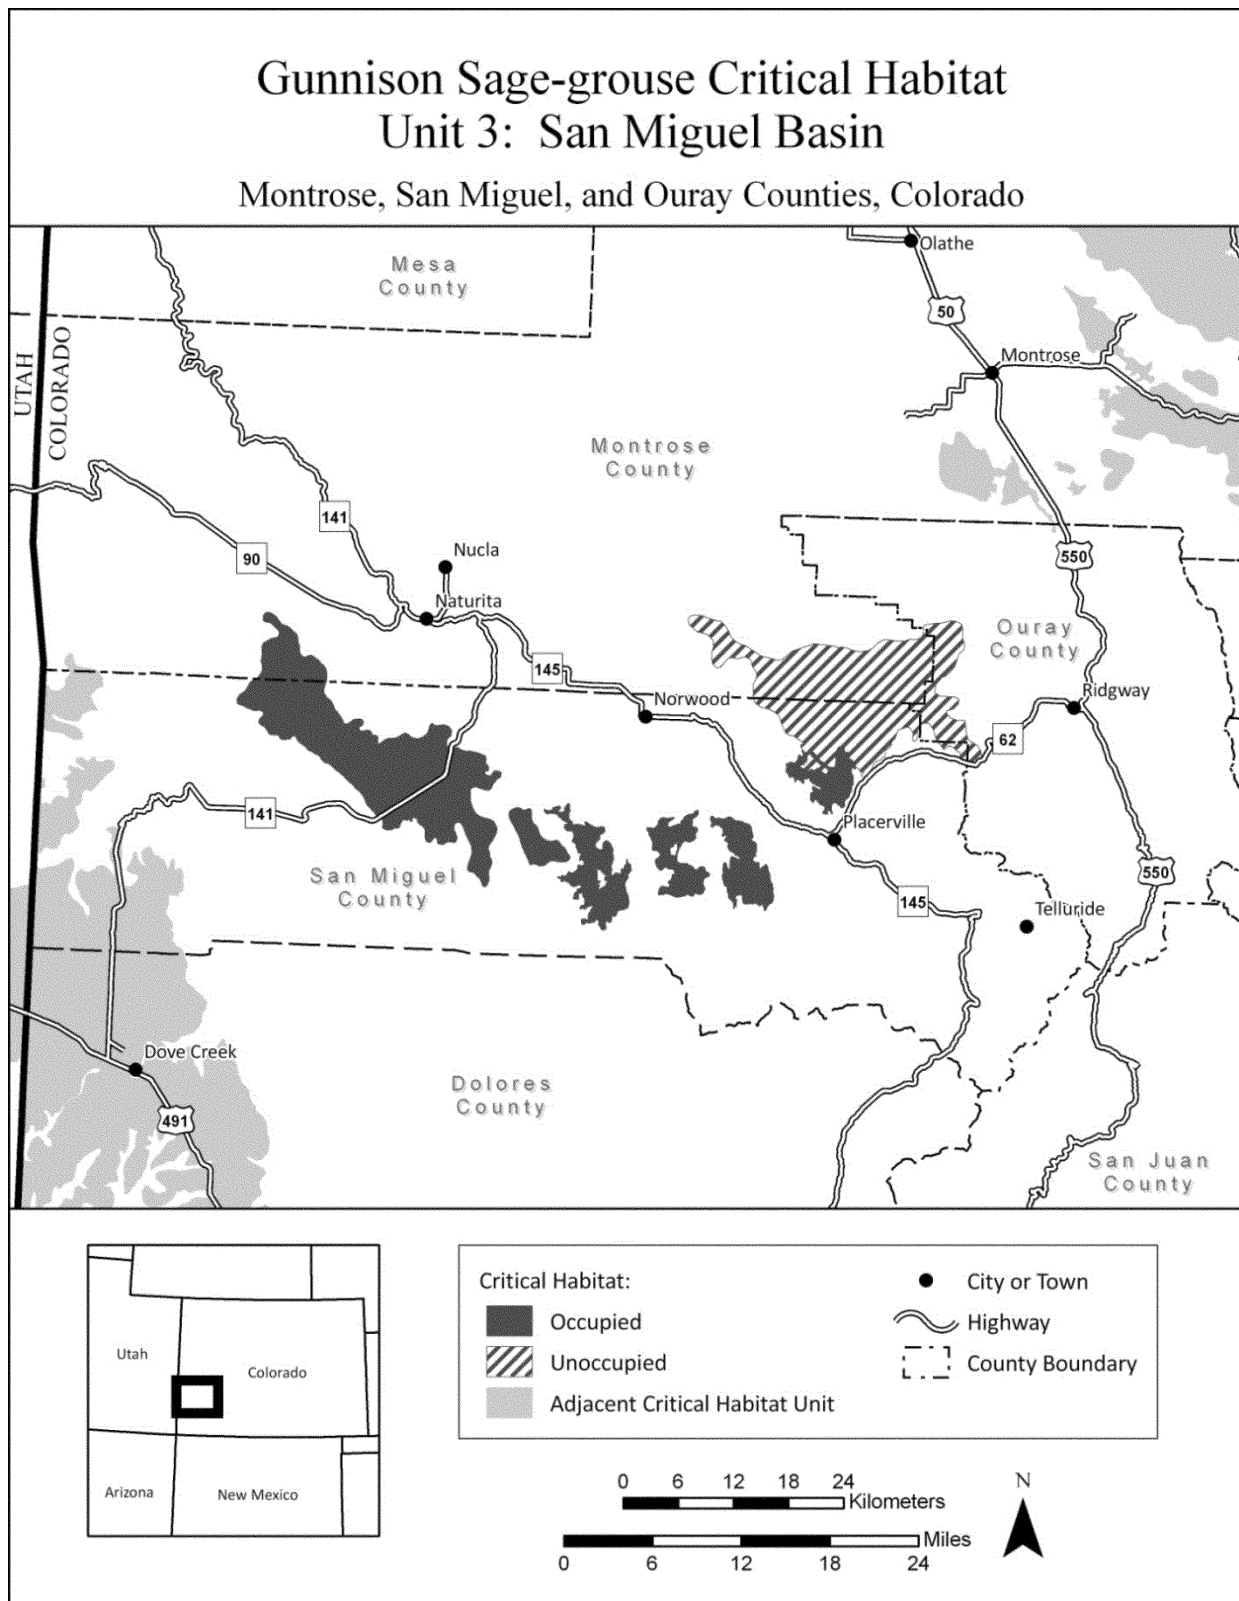 Gunnison Sage-grouse Critical Habitat
Unit 3: San Miguel Basin
Montrose, San Miguel, and Ouray Counties, Colorado
Mesa
County
Olathe
50
UTAH
COLORADO
Montrose
Montrose
County
141
90
Nucla
550
Naturita
Ouray
County
145
Norwood
Ridgway
62
141
Placerville
San Miguel
County
550
145
Telluride
Dove Creek
Dolores
County
491
San Juan
County
Utah
Colorado
Arizona
New Mexico
Critical Habitat:
Occupied
Unoccupied
Adjacent Critical Habitat Unit
City or Town
Highway
County Boundary
0 6 12 18 24
Kilometers
Miles
0 6 12 18 24
N